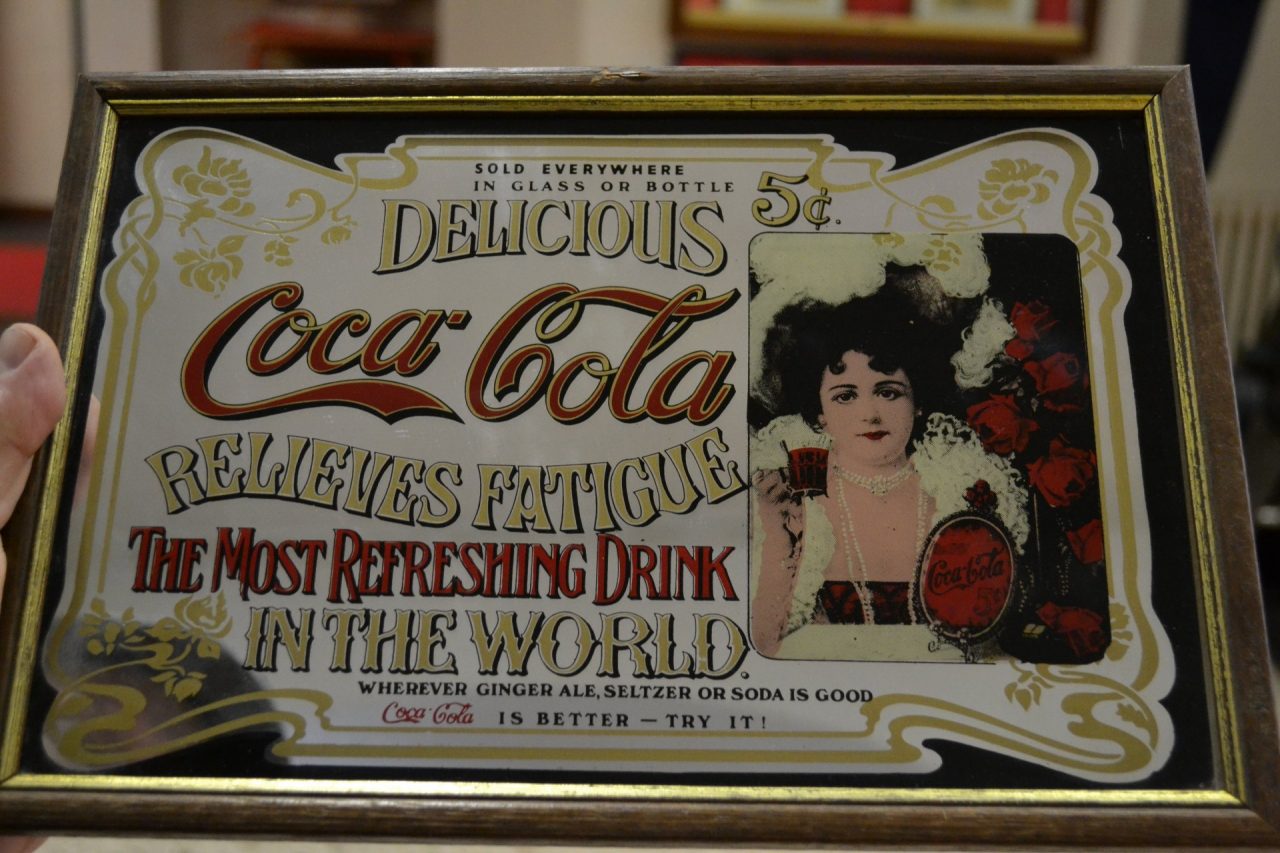 SOLD EVERYWHERE
IN GLASS OR BOTTLE
5¢.
DELICIOUS
Coca-Cola
RELIEVES FATIGUE
THE MOST REFRESHING DRINK
IN THE WORLD.
Coca-Cola
5¢
WHEREVER GINGER ALE, SELTZER OR SODA IS GOOD
Coca-Cola IS BETTER — TRY IT!